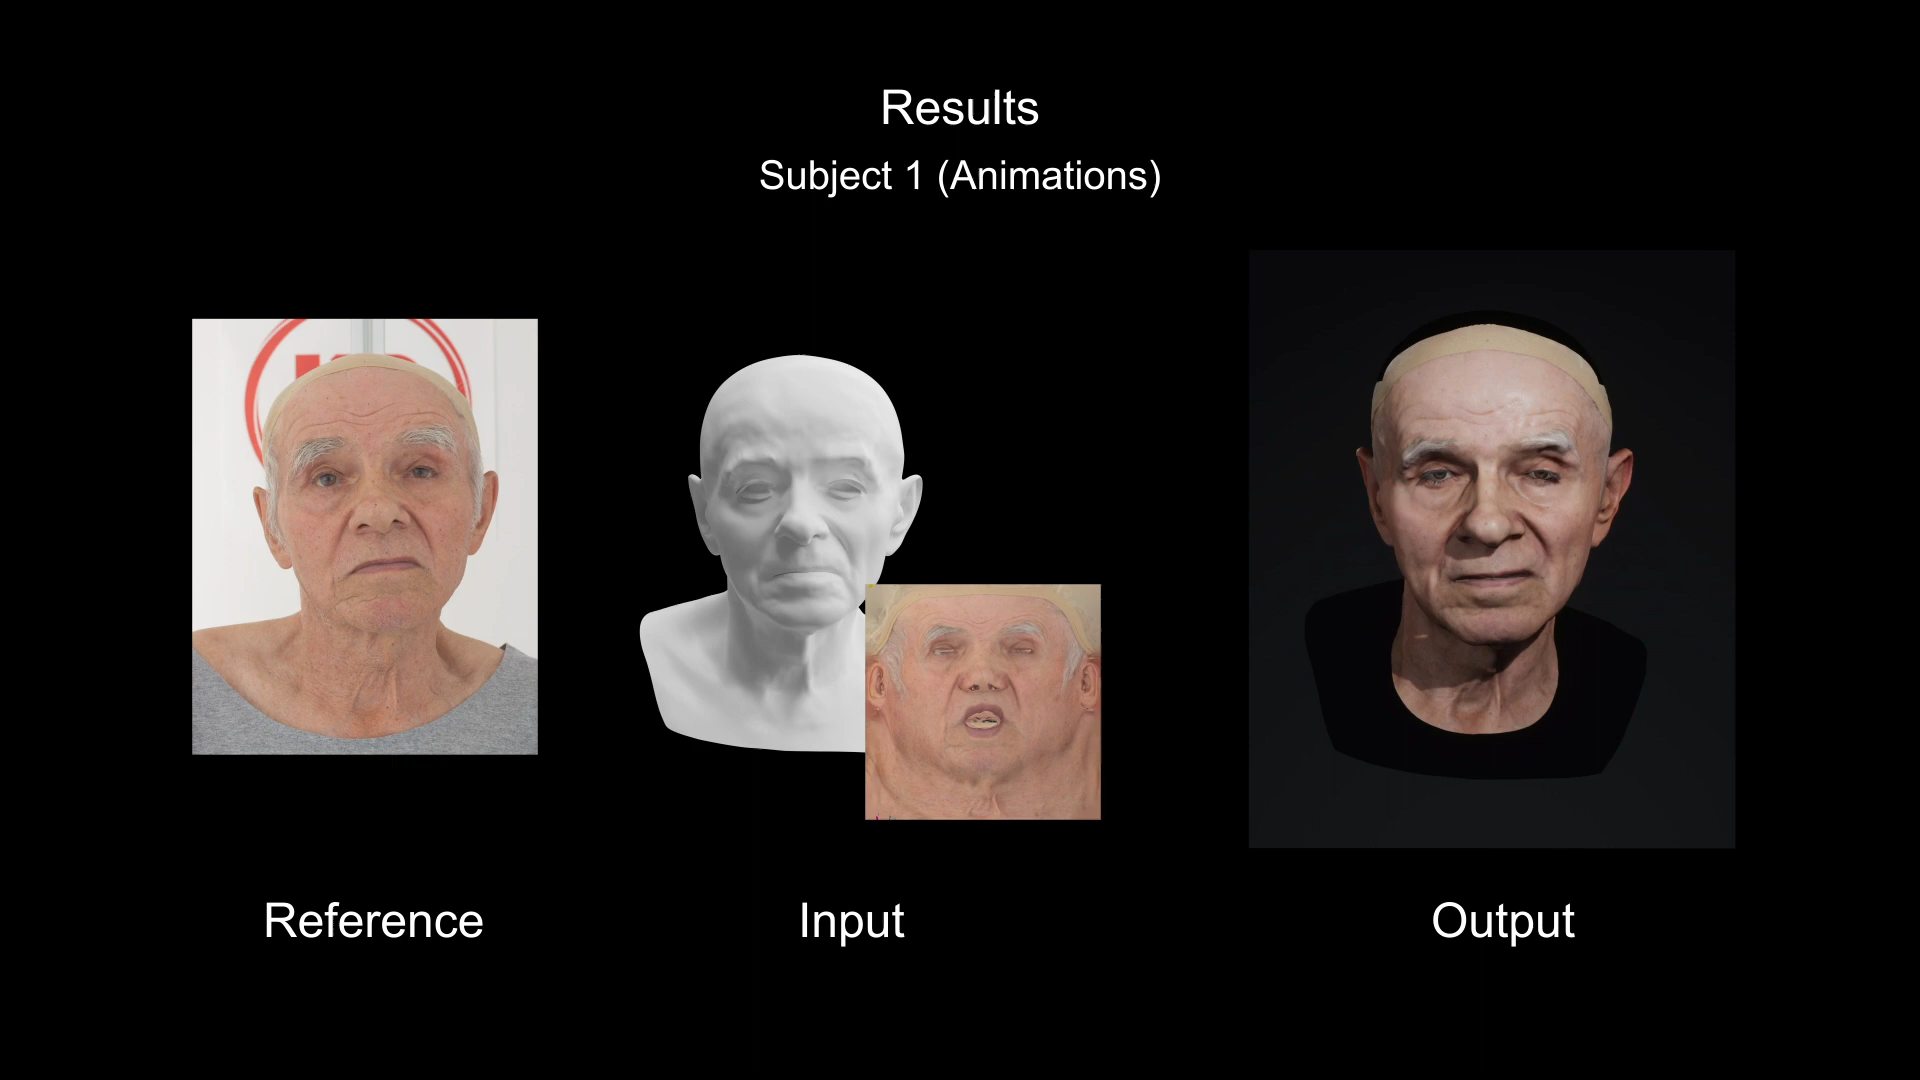 Results
Subject 1 (Animations)
Reference
Input
Output